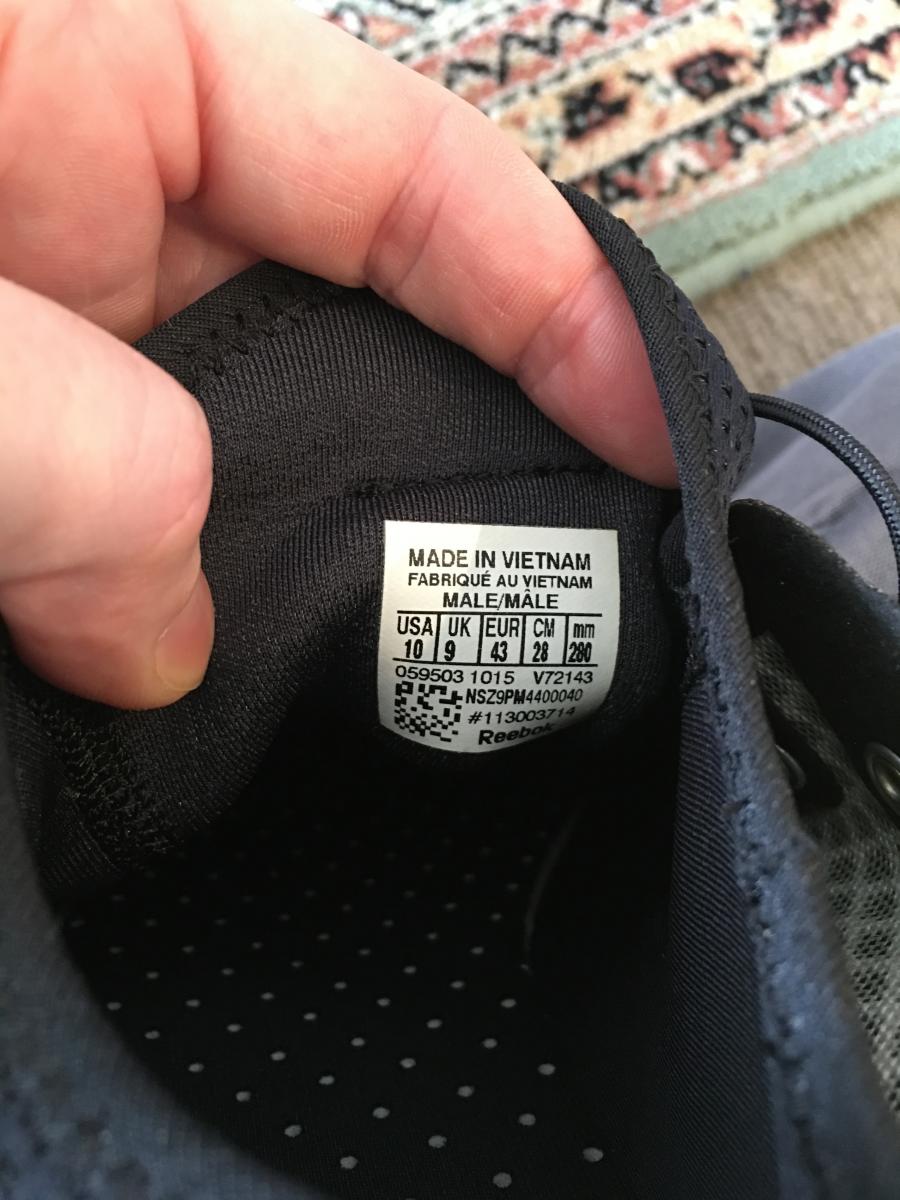 MADE IN VIETNAM
FABRIQUÉ AU VIETNAM
MALE/MÂLE
USA UK EUR CM mm
10 9 43 28 280
059503 1015 V72143
NSZ9PM4400040
#113003714
Reebok